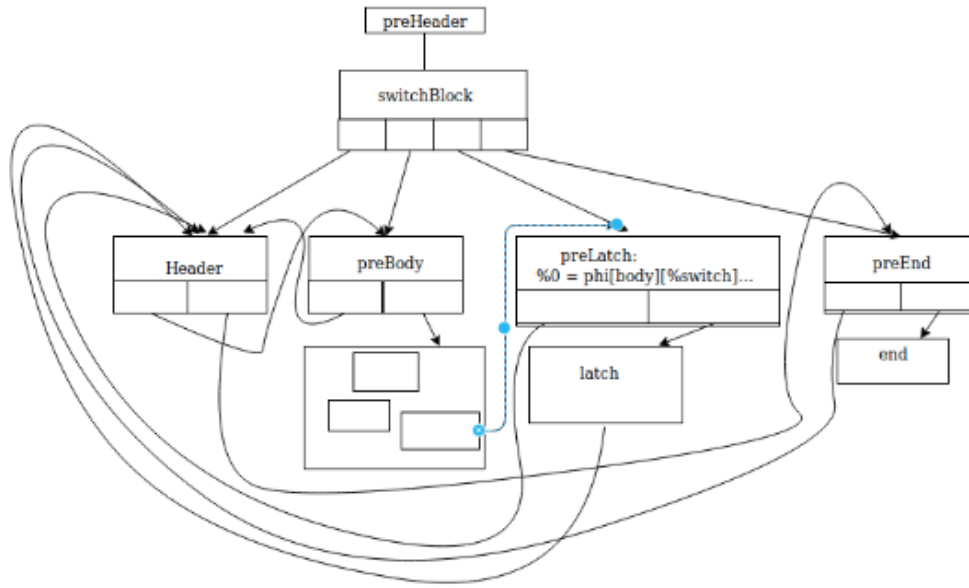 preHeader
switchBlock
Header
preBody
preLatch:
%0 = phi[body][%switch]...
preEnd
latch
end